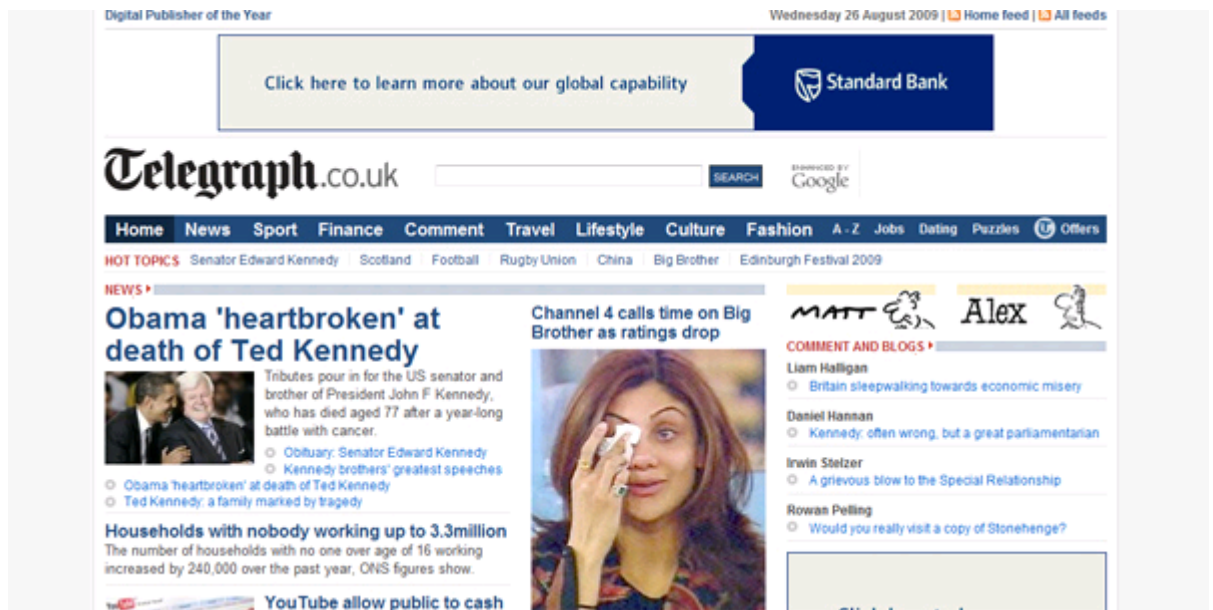 Digital Publisher of the Year
Wednesday 26 August 2009 | Home feed | All feeds
Click here to learn more about our global capability
Standard Bank
Telegraph.co.uk
SEARCH
ENHANCED BY
Google
Home News Sport Finance Comment Travel Lifestyle Culture Fashion A - Z Jobs Dating Puzzles Offers
HOT TOPICS Senator Edward Kennedy Scotland Football Rugby Union China Big Brother Edinburgh Festival 2009
NEWS
Obama 'heartbroken' at
death of Ted Kennedy
Tributes pour in for the US senator and
brother of President John F Kennedy,
who has died aged 77 after a year-long
battle with cancer.
Obituary: Senator Edward Kennedy
Kennedy brothers' greatest speeches
Obama 'heartbroken' at death of Ted Kennedy
Ted Kennedy: a family marked by tragedy
Households with nobody working up to 3.3million
The number of households with no one over age of 16 working
increased by 240,000 over the past year, ONS figures show.
YouTube allow public to cash
Channel 4 calls time on Big
Brother as ratings drop
MATT
Alex
COMMENT AND BLOGS
Liam Halligan
Britain sleepwalking towards economic misery
Daniel Hannan
Kennedy: often wrong, but a great parliamentarian
Irwin Stelzer
A grievous blow to the Special Relationship
Rowan Pelling
Would you really visit a copy of Stonehenge?